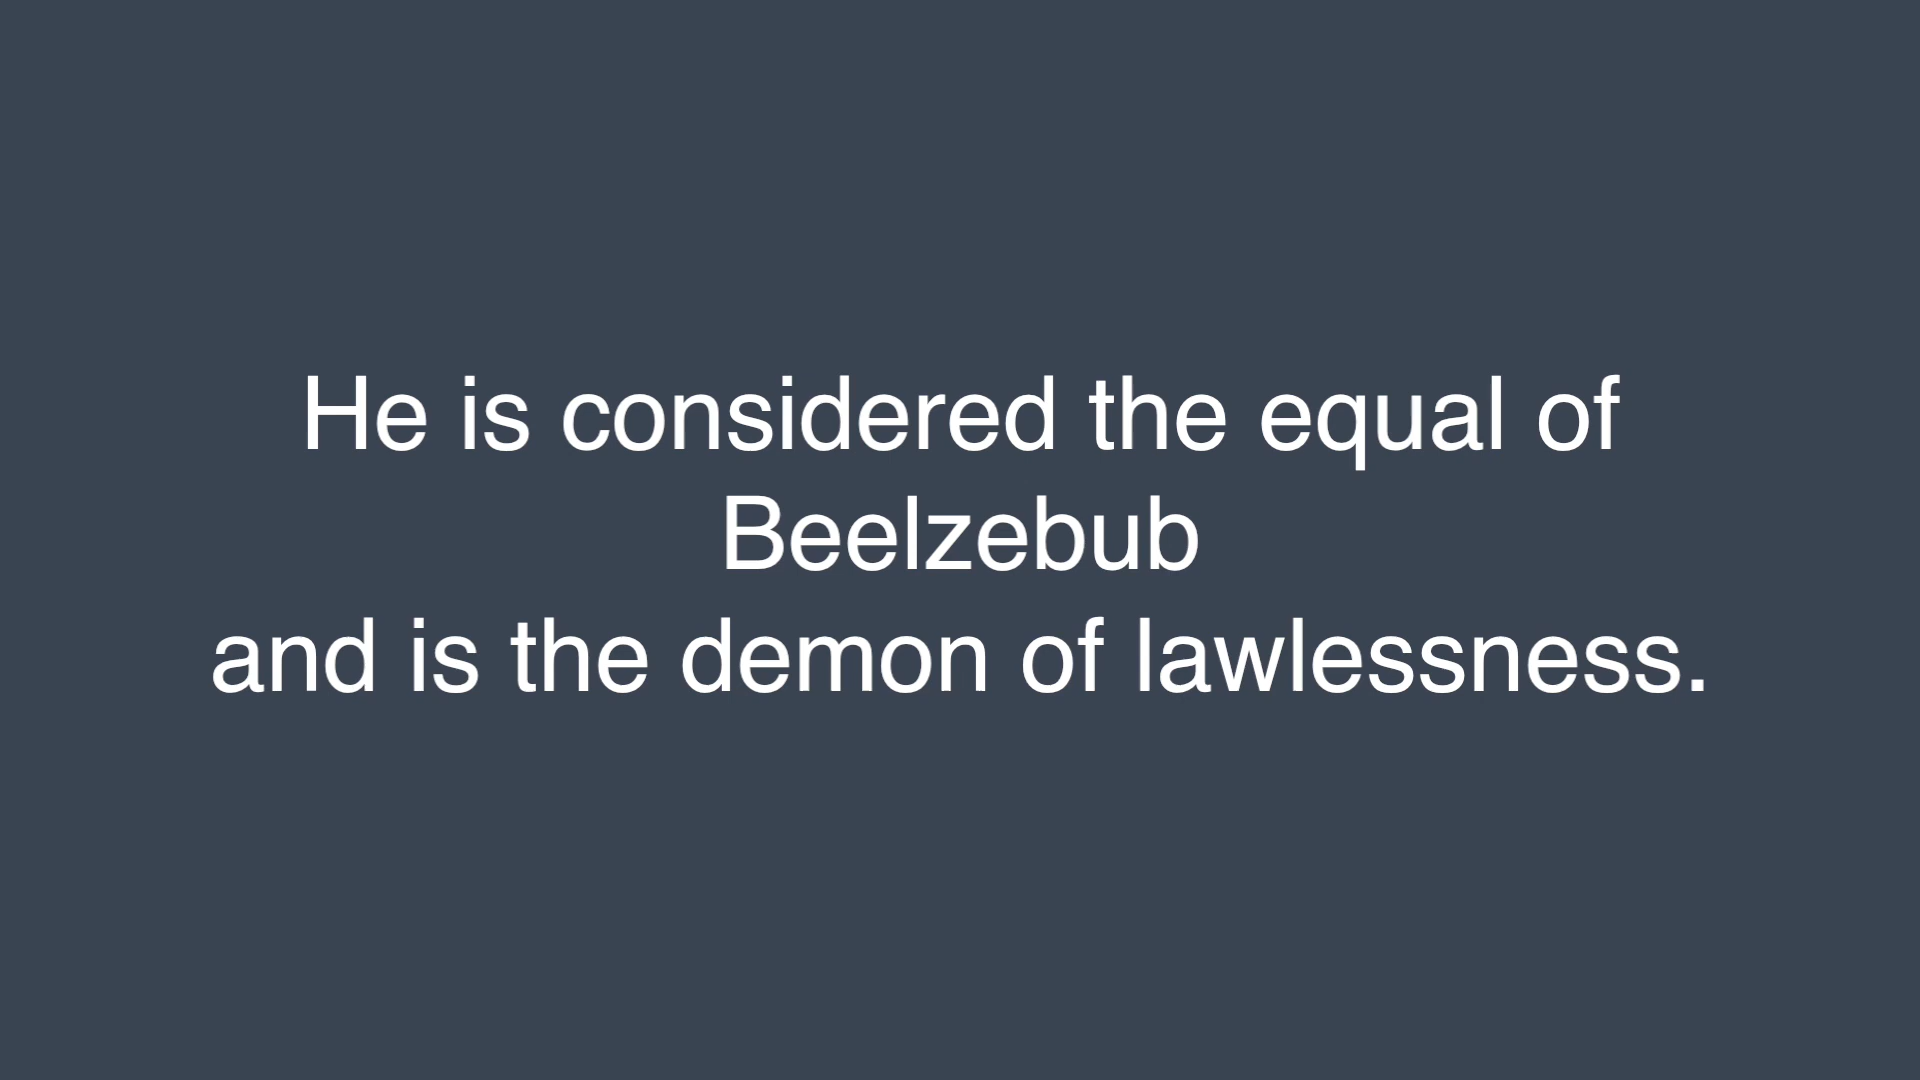 He is considered the equal of
Beelzebub
and is the demon of lawlessness.